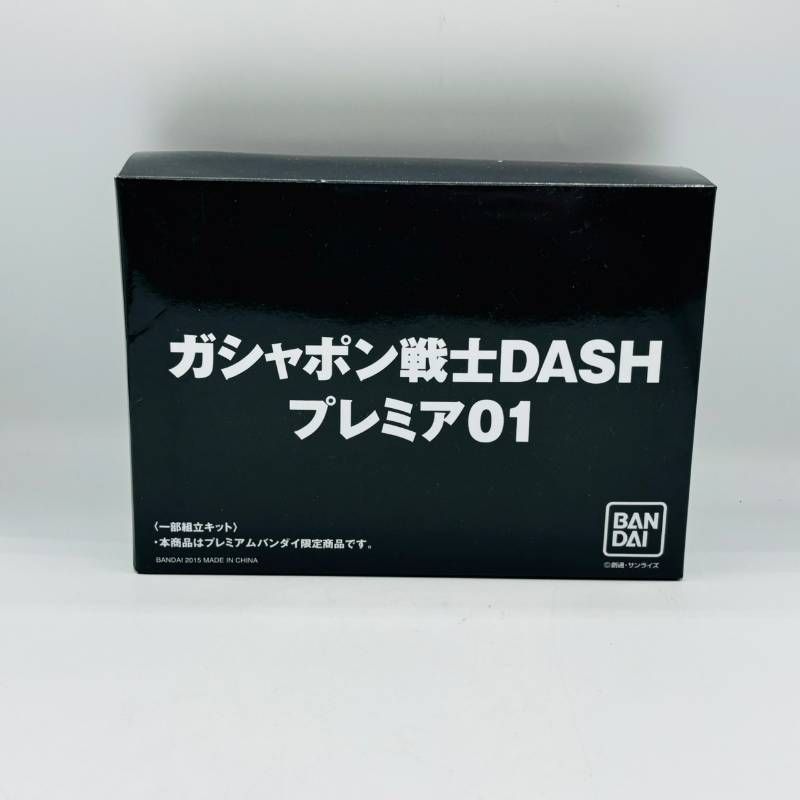 ガシャポン戦士DASH
プレミア01
〈一部組立キット〉
・本商品はプレミアムバンダイ限定商品です。
BANDAI 2015 MADE IN CHINA
BAN
DAI
©創通・サンライズ